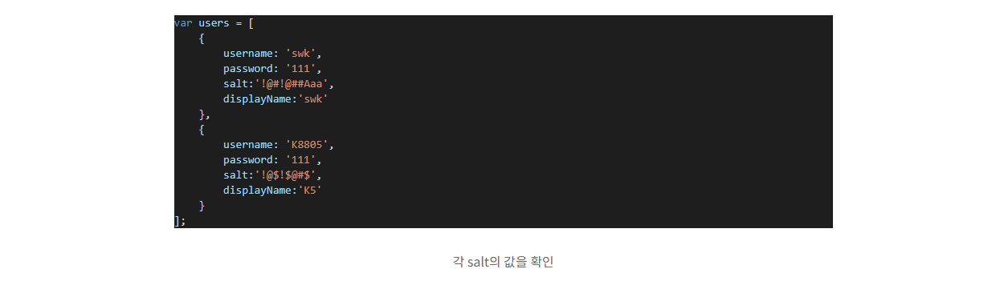 var users = [
    {
        username: 'swk',
        password: '111',
        salt:'!@#!@##Aaa',
        displayName:'swk'
    },
    {
        username: 'K8805',
        password: '111',
        salt:'!@$!$@#$',
        displayName:'K5'
    }
];
각 salt의 값을 확인